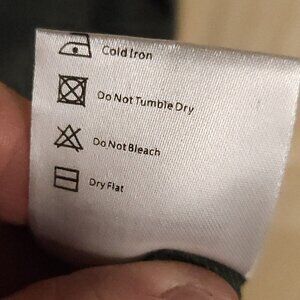 Cold Iron
Do Not Tumble Dry
Do Not Bleach
Dry Flat